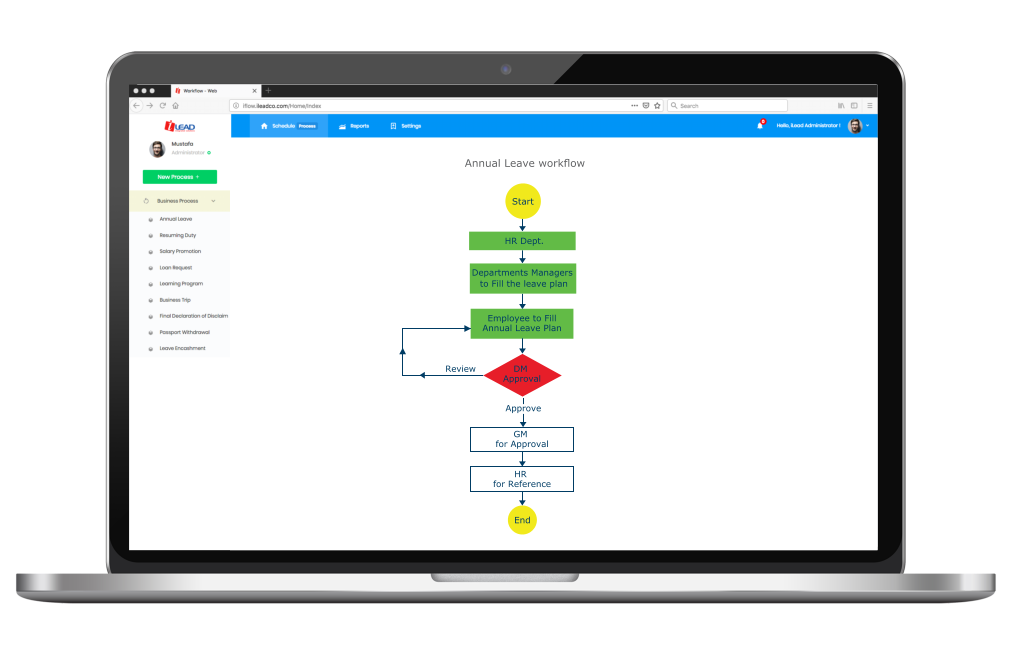 Workflow - Web
iflow.ileadco.com/Home/Index
Search
iLEAD
Mustafa
Administrator
New Process +
Business Process
Annual Leave
Resuming Duty
Salary Promotion
Loan Request
Learning Program
Business Trip
Final Declaration of Disclaim
Passport Withdrawal
Leave Encashment
Schedule Process
Reports
Settings
Hello, iLead Administrator !
Annual Leave workflow
Start
HR Dept.
Departments Managers
to Fill the leave plan
Employee to Fill
Annual Leave Plan
Review
DM
Approval
Approve
GM
for Approval
HR
for Reference
End